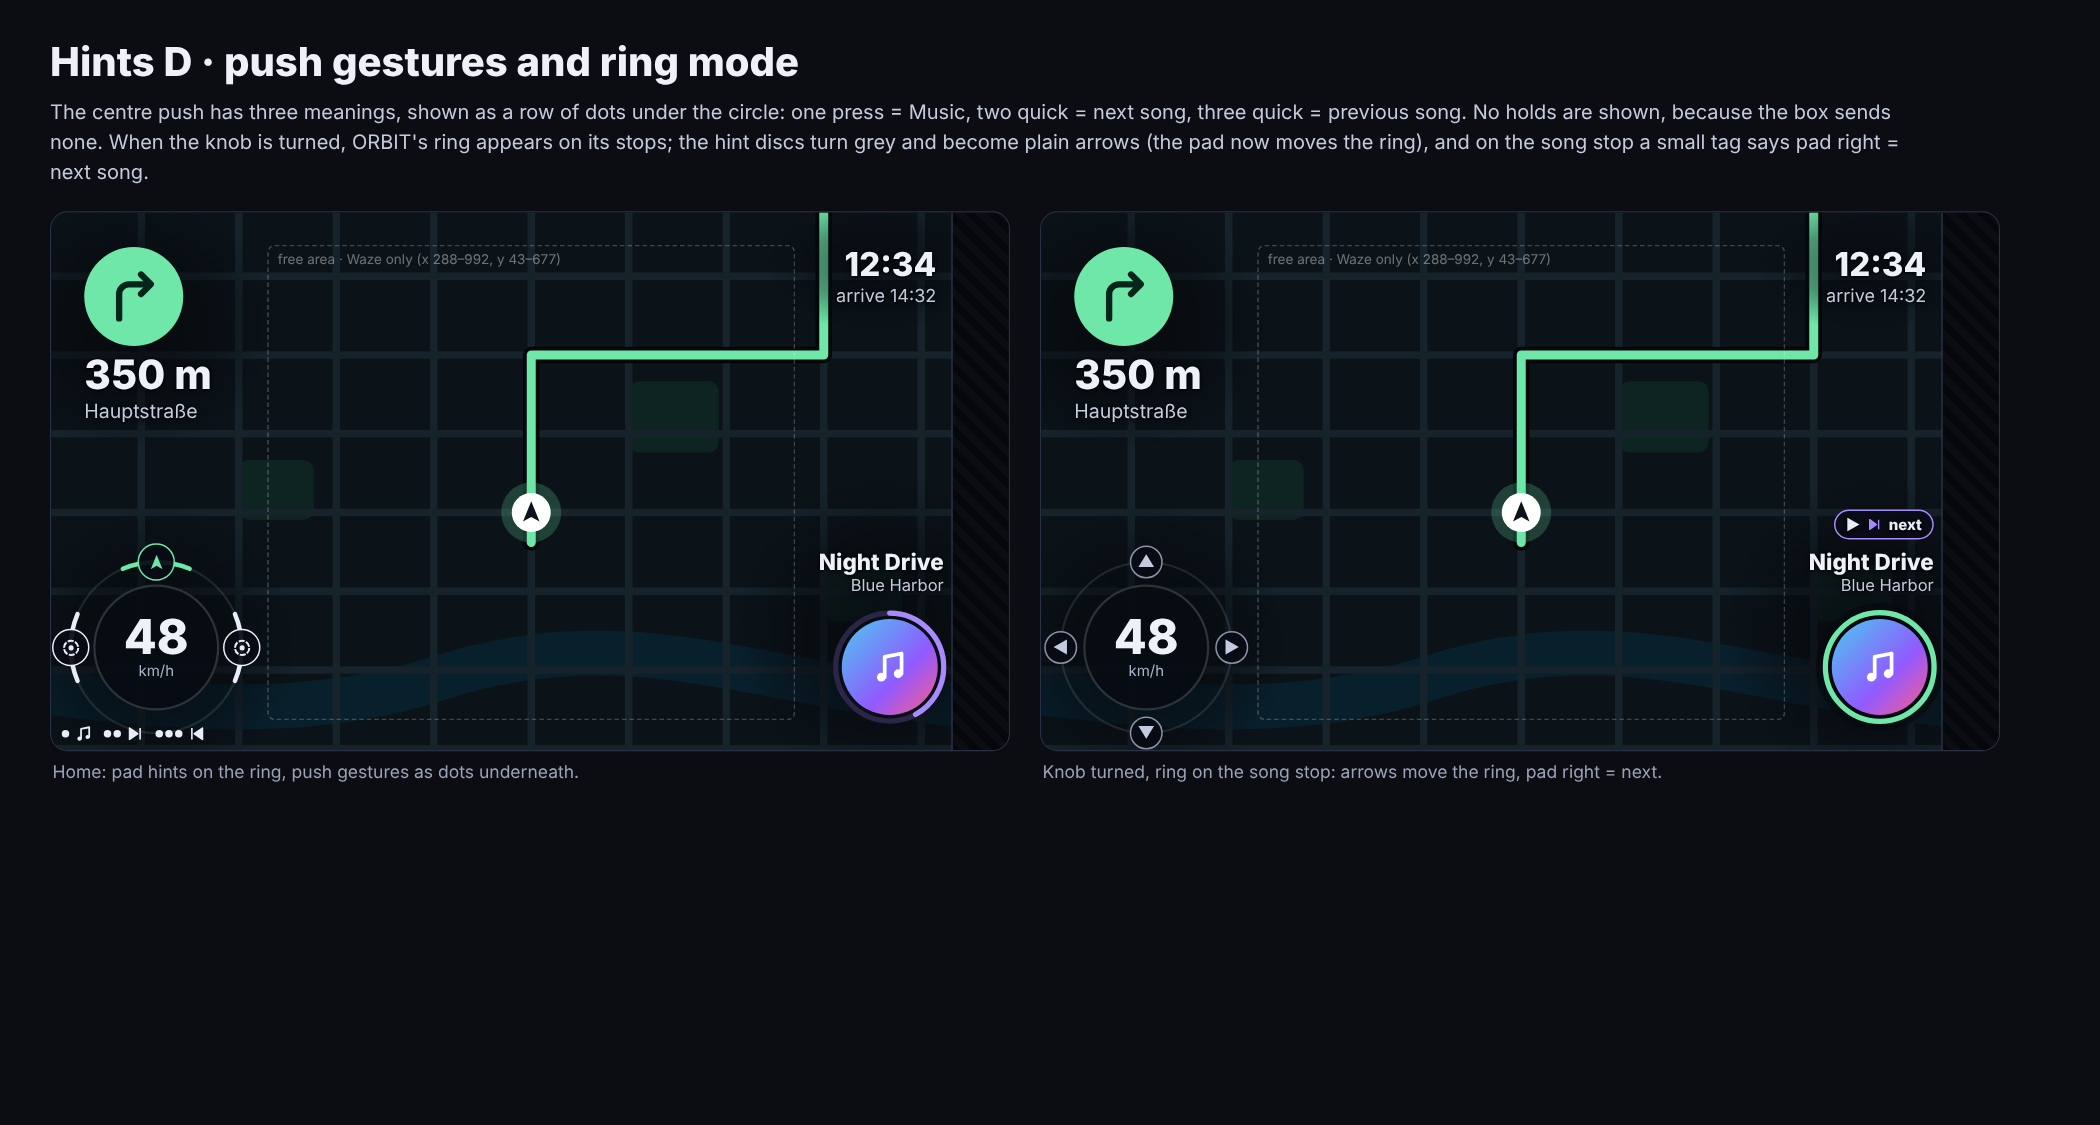 Hints D · push gestures and ring mode
The centre push has three meanings, shown as a row of dots under the circle: one press = Music, two quick = next song, three quick = previous song. No holds are shown, because the box sends
none. When the knob is turned, ORBIT's ring appears on its stops; the hint discs turn grey and become plain arrows (the pad now moves the ring), and on the song stop a small tag says pad right =
next song.
free area · Waze only (x 288–992, y 43–677)
12:34
arrive 14:32
350 m
Hauptstraße
Night Drive
Blue Harbor
48
km/h
Home: pad hints on the ring, push gestures as dots underneath.
free area · Waze only (x 288–992, y 43–677)
12:34
arrive 14:32
350 m
Hauptstraße
next
Night Drive
Blue Harbor
48
km/h
Knob turned, ring on the song stop: arrows move the ring, pad right = next.